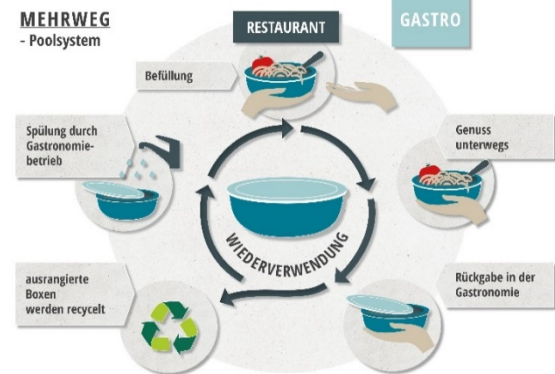 MEHRWEG
- Poolsystem
RESTAURANT
GASTRO
Befüllung
Spülung durch
Gastronomie-
betrieb
Genuss
unterwegs
WIEDERVERWENDUNG
ausrangierte
Boxen
werden recycelt
Rückgabe in der
Gastronomie